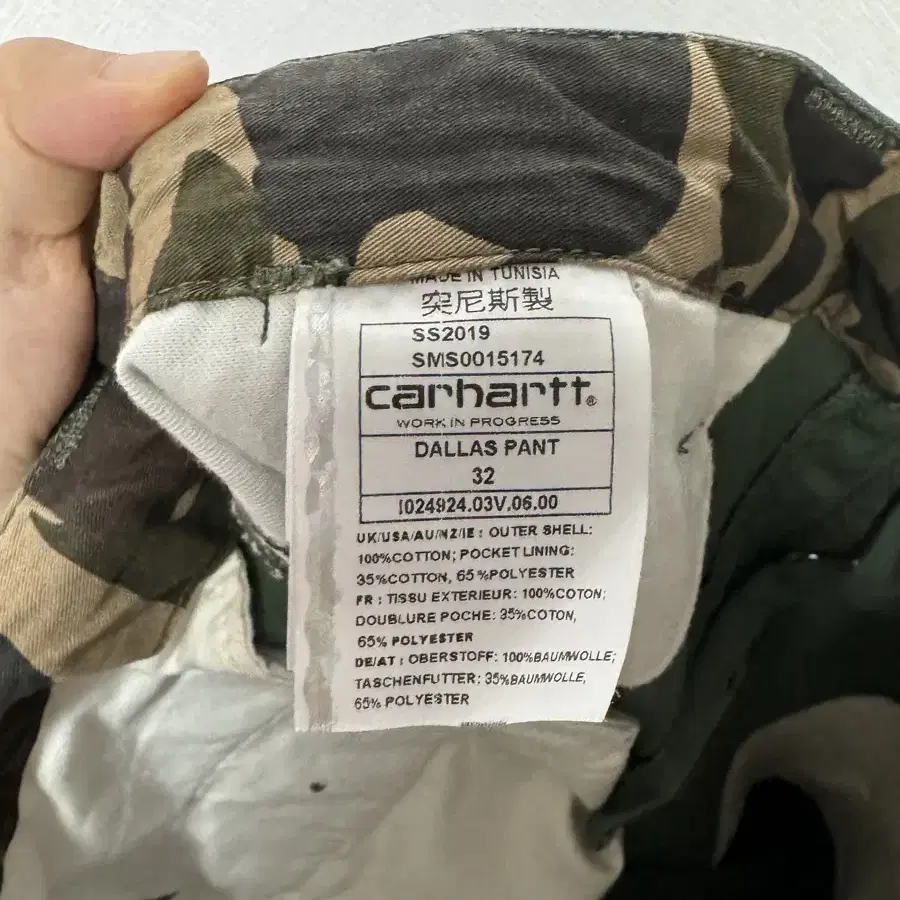 MADE IN TUNISIA
突尼斯製
SS2019
SMS0015174
carhartt®
WORK IN PROGRESS
DALLAS PANT
32
I024924.03V.06.00
UK/USA/AU/NZ/IE : OUTER SHELL:
100%COTTON; POCKET LINING:
35%COTTON, 65%POLYESTER
FR : TISSU EXTERIEUR: 100%COTON;
DOUBLURE POCHE: 35%COTON,
65% POLYESTER
DE/AT : OBERSTOFF: 100%BAUMWOLLE;
TASCHENFUTTER: 35%BAUMWOLLE,
65% POLYESTER